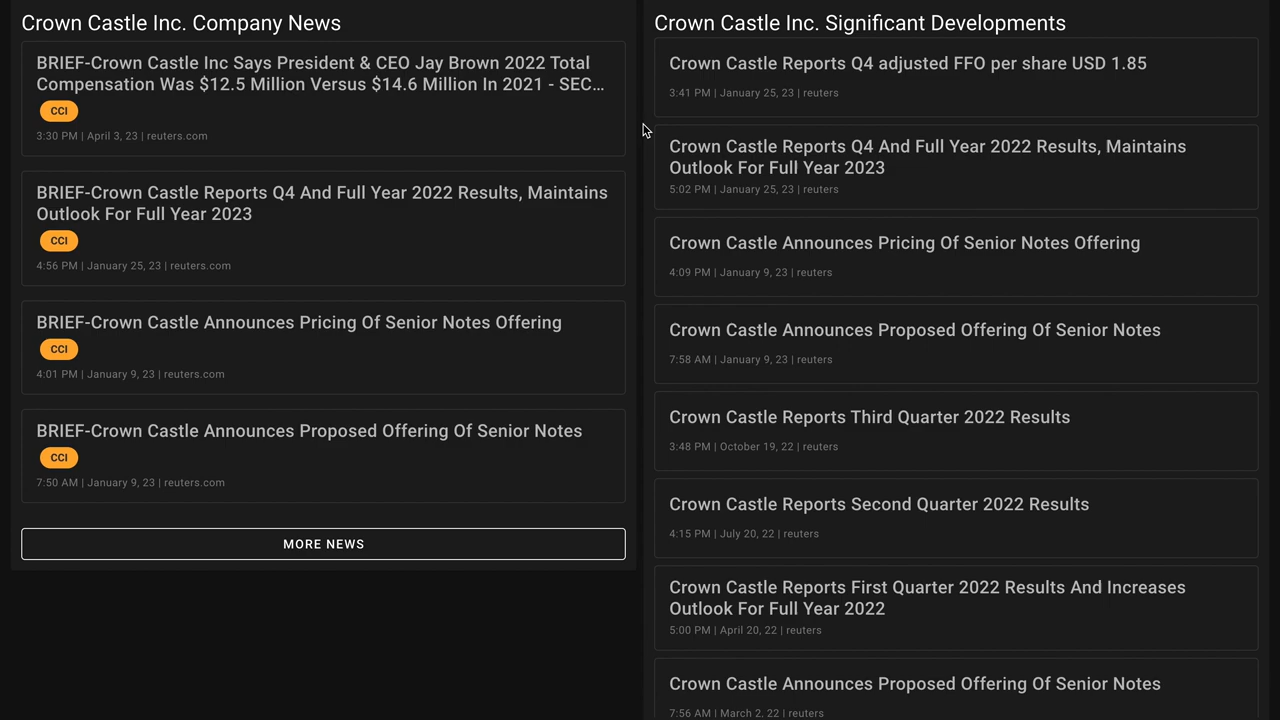 Crown Castle Inc. Company News
BRIEF-Crown Castle Inc Says President & CEO Jay Brown 2022 Total
Compensation Was $12.5 Million Versus $14.6 Million In 2021 - SEC...
CCI
3:30 PM | April 3, 23 | reuters.com
BRIEF-Crown Castle Reports Q4 And Full Year 2022 Results, Maintains
Outlook For Full Year 2023
CCI
4:56 PM | January 25, 23 | reuters.com
BRIEF-Crown Castle Announces Pricing Of Senior Notes Offering
CCI
4:01 PM | January 9, 23 | reuters.com
BRIEF-Crown Castle Announces Proposed Offering Of Senior Notes
CCI
7:50 AM | January 9, 23 | reuters.com
MORE NEWS
Crown Castle Inc. Significant Developments
Crown Castle Reports Q4 adjusted FFO per share USD 1.85
3:41 PM | January 25, 23 | reuters
Crown Castle Reports Q4 And Full Year 2022 Results, Maintains
Outlook For Full Year 2023
5:02 PM | January 25, 23 | reuters
Crown Castle Announces Pricing Of Senior Notes Offering
4:09 PM | January 9, 23 | reuters
Crown Castle Announces Proposed Offering Of Senior Notes
7:58 AM | January 9, 23 | reuters
Crown Castle Reports Third Quarter 2022 Results
3:48 PM | October 19, 22 | reuters
Crown Castle Reports Second Quarter 2022 Results
4:15 PM | July 20, 22 | reuters
Crown Castle Reports First Quarter 2022 Results And Increases
Outlook For Full Year 2022
5:00 PM | April 20, 22 | reuters
Crown Castle Announces Proposed Offering Of Senior Notes
7:56 AM | March 2, 22 | reuters